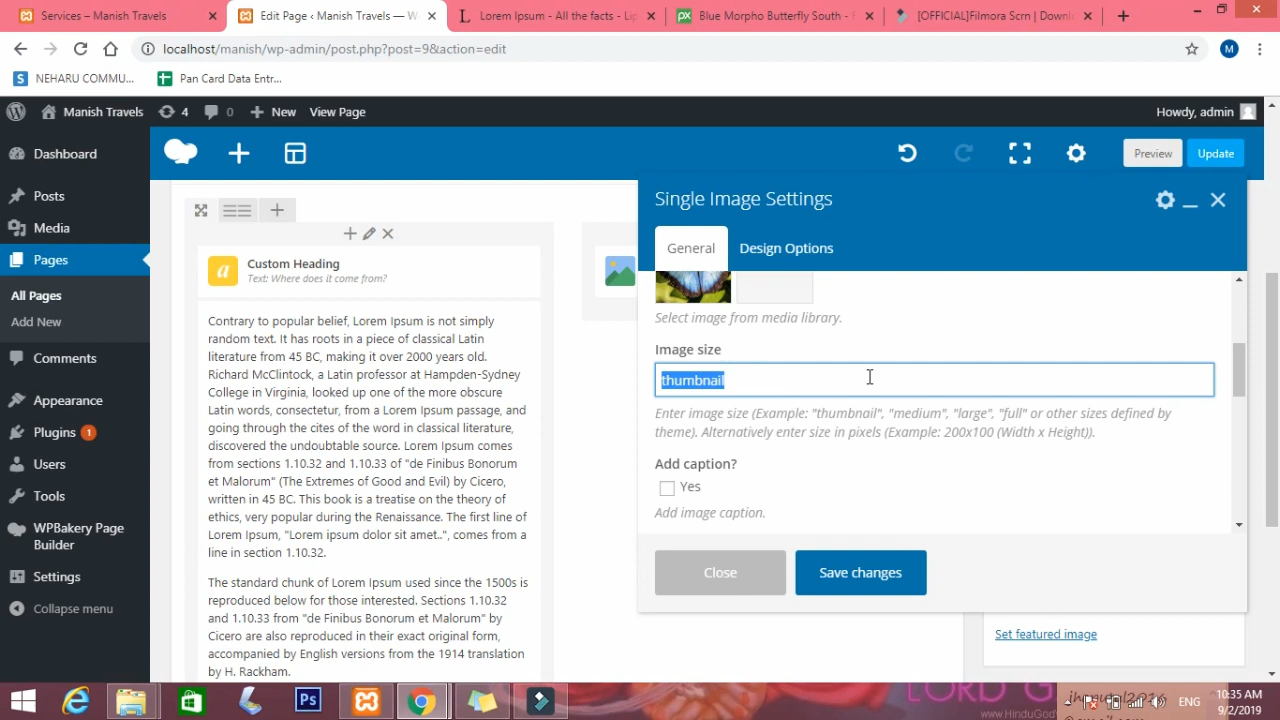 Services – Manish Travels
Edit Page ‹ Manish Travels — W
Lorem Ipsum - All the facts - Lip
Blue Morpho Butterfly South -
[OFFICIAL]Filmora Scrn | Downl
localhost/manish/wp-admin/post.php?post=9&action=edit
M
NEHARU COMMU...
Pan Card Data Entr...
Manish Travels
4
0
New
View Page
Howdy, admin
Dashboard
Posts
Media
Pages
All Pages
Add New
Comments
Appearance
Plugins 1
Users
Tools
WPBakery Page
Builder
Settings
Collapse menu
Preview
Update
Custom Heading
Text: Where does it come from?
Contrary to popular belief, Lorem Ipsum is not simply
random text. It has roots in a piece of classical Latin
literature from 45 BC, making it over 2000 years old.
Richard McClintock, a Latin professor at Hampden-Sydney
College in Virginia, looked up one of the more obscure
Latin words, consectetur, from a Lorem Ipsum passage, and
going through the cites of the word in classical literature,
discovered the undoubtable source. Lorem Ipsum comes
from sections 1.10.32 and 1.10.33 of "de Finibus Bonorum
et Malorum" (The Extremes of Good and Evil) by Cicero,
written in 45 BC. This book is a treatise on the theory of
ethics, very popular during the Renaissance. The first line of
Lorem Ipsum, "Lorem ipsum dolor sit amet..", comes from a
line in section 1.10.32.
The standard chunk of Lorem Ipsum used since the 1500s is
reproduced below for those interested. Sections 1.10.32
and 1.10.33 from "de Finibus Bonorum et Malorum" by
Cicero are also reproduced in their exact original form,
accompanied by English versions from the 1914 translation
by H. Rackham.
Single Image Settings
General
Design Options
Select image from media library.
Image size
thumbnail
Enter image size (Example: "thumbnail", "medium", "large", "full" or other sizes defined by
theme). Alternatively enter size in pixels (Example: 200x100 (Width x Height)).
Add caption?
Yes
Add image caption.
Close
Save changes
Set featured image
Ps
LORD G
www.HinduGod
ENG
10:35 AM
9/2/2019